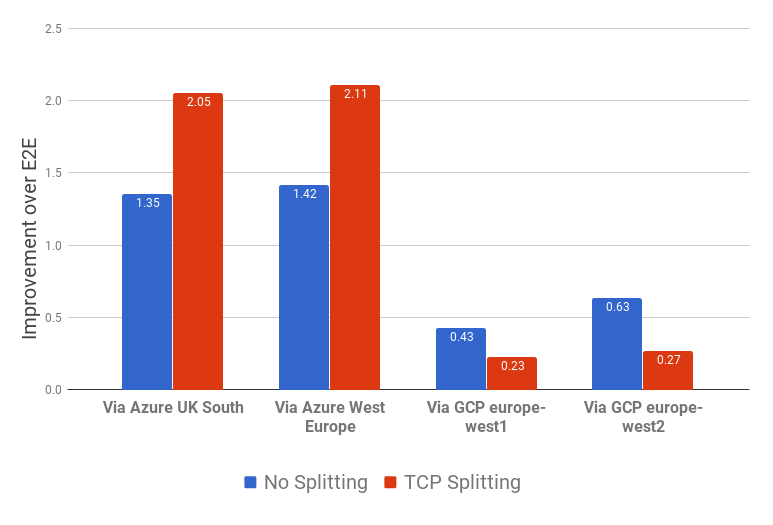 2.5
2.0
1.5
1.0
0.5
0.0
Improvement over E2E
1.35
2.05
1.42
2.11
0.43
0.23
0.63
0.27
Via Azure UK South
Via Azure West
Europe
Via GCP europe-
west1
Via GCP europe-
west2
No Splitting
TCP Splitting